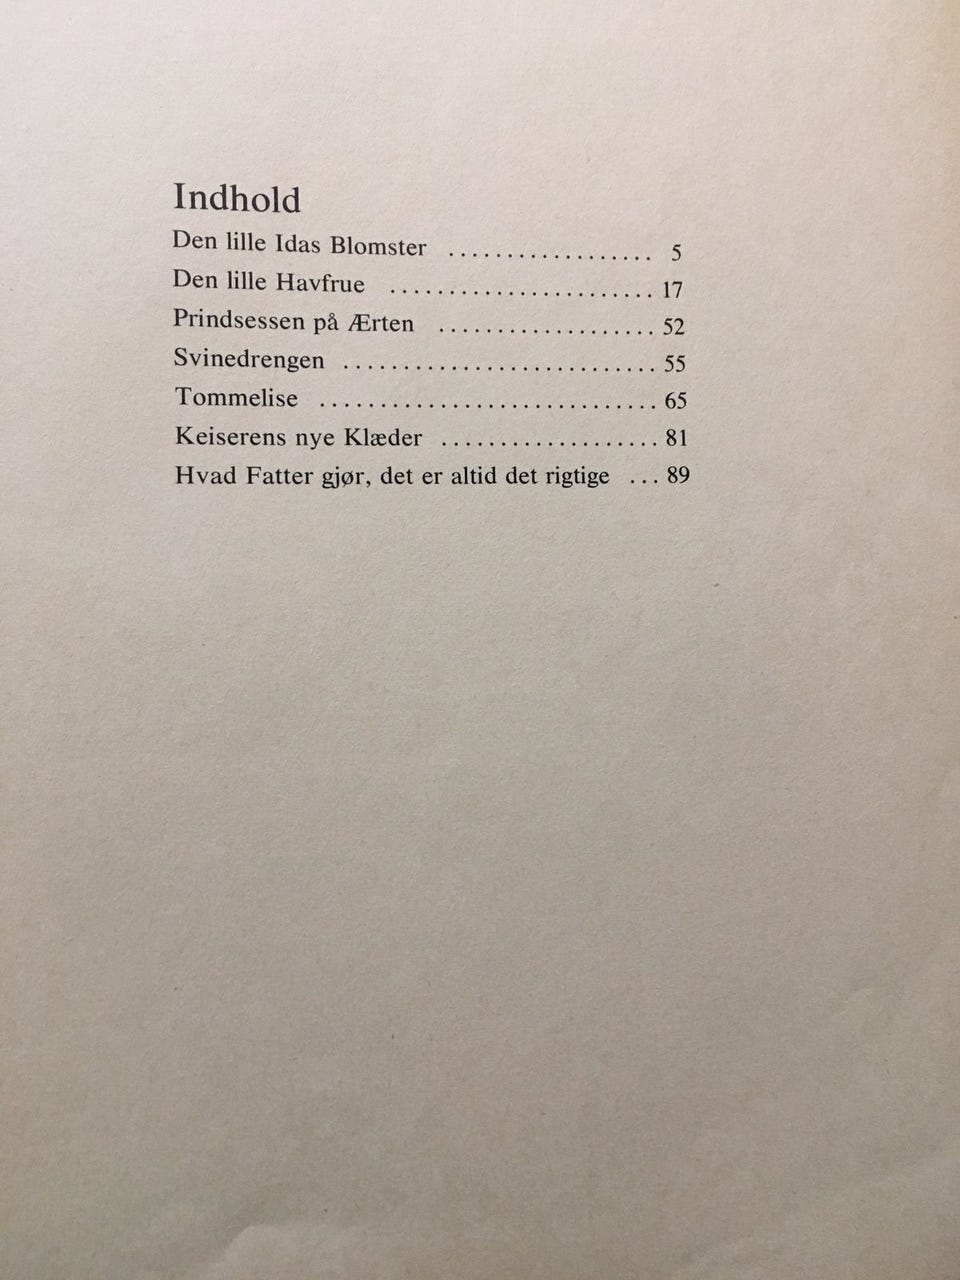 Indhold
Den lille Idas Blomster .................. 5
Den lille Havfrue ....................... 17
Prindsessen på Ærten ................... 52
Svinedrengen ........................... 55
Tommelise ............................. 65
Keiserens nye Klæder ................... 81
Hvad Fatter gjør, det er altid det rigtige ... 89